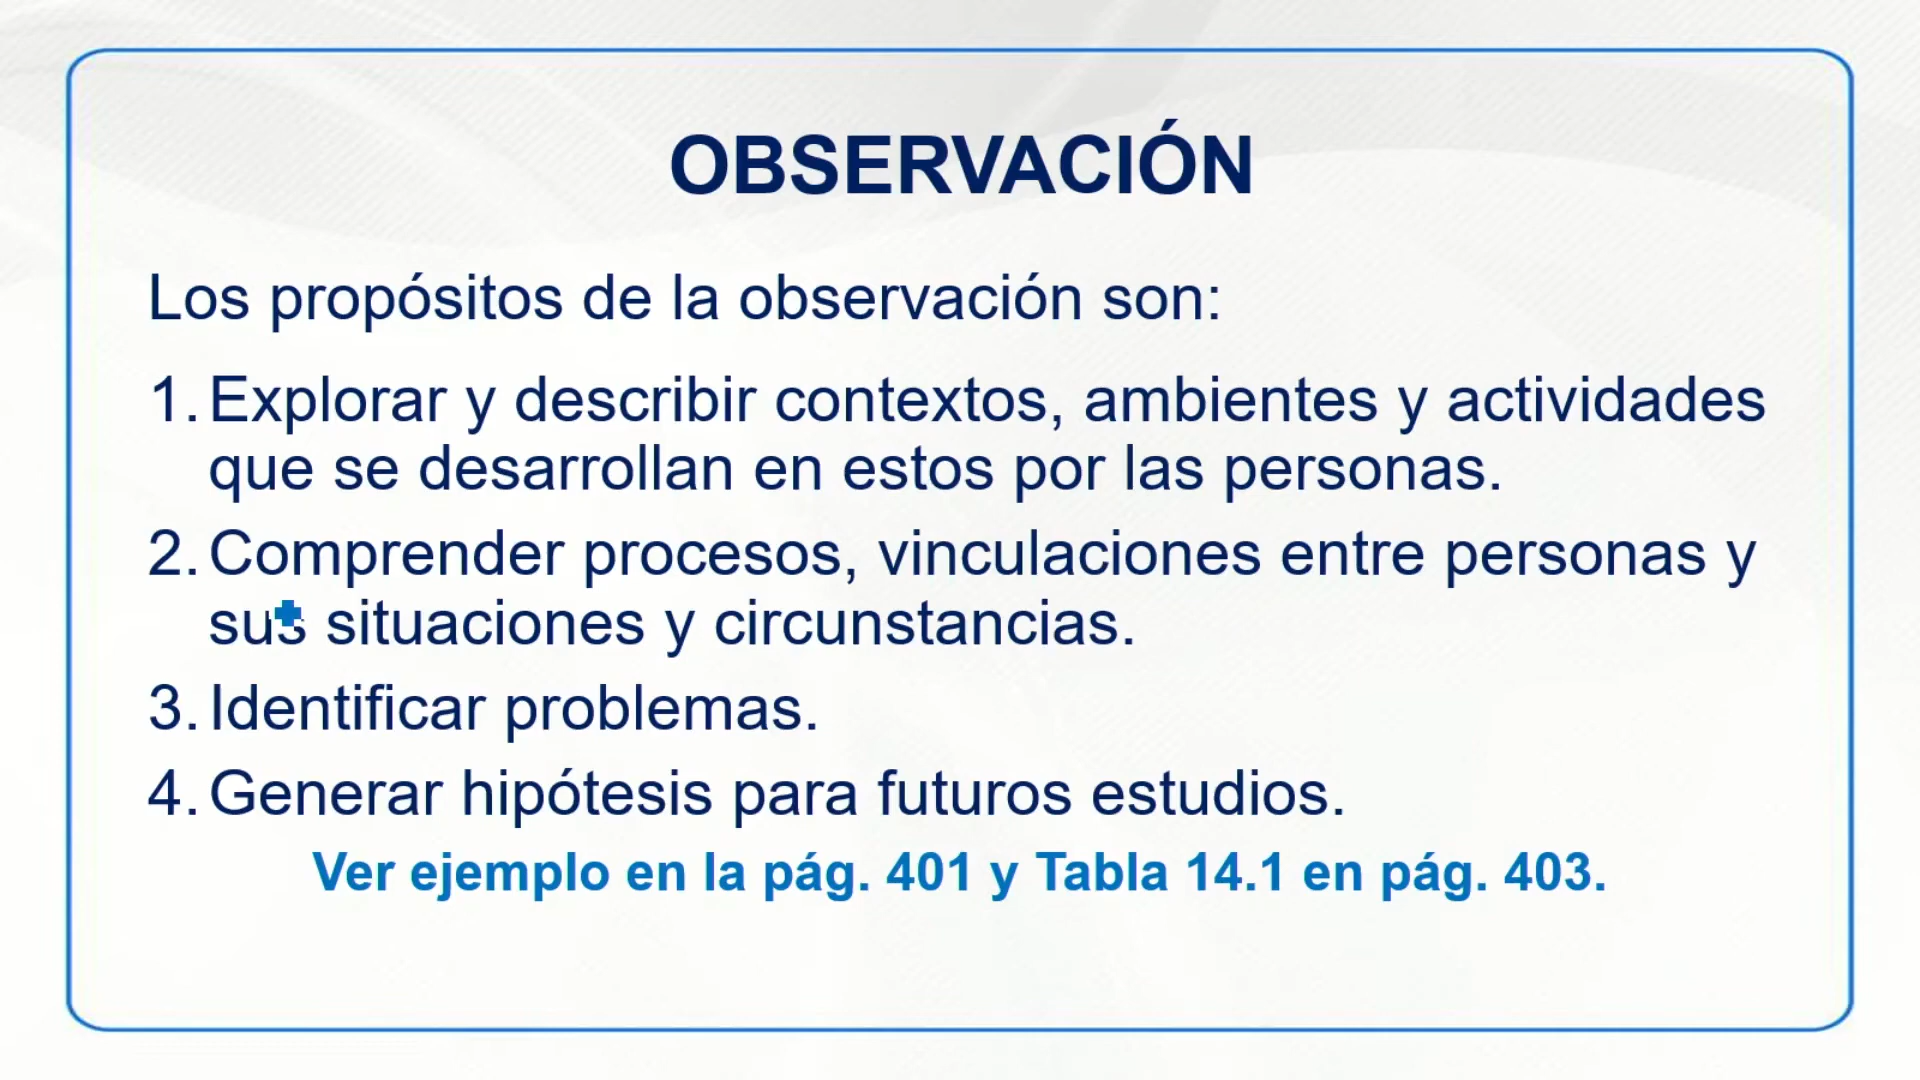 OBSERVACIÓN
Los propósitos de la observación son:
1. Explorar y describir contextos, ambientes y actividades
que se desarrollan en estos por las personas.
2. Comprender procesos, vinculaciones entre personas y
sus situaciones y circunstancias.
3. Identificar problemas.
4. Generar hipótesis para futuros estudios.
Ver ejemplo en la pág. 401 y Tabla 14.1 en pág. 403.